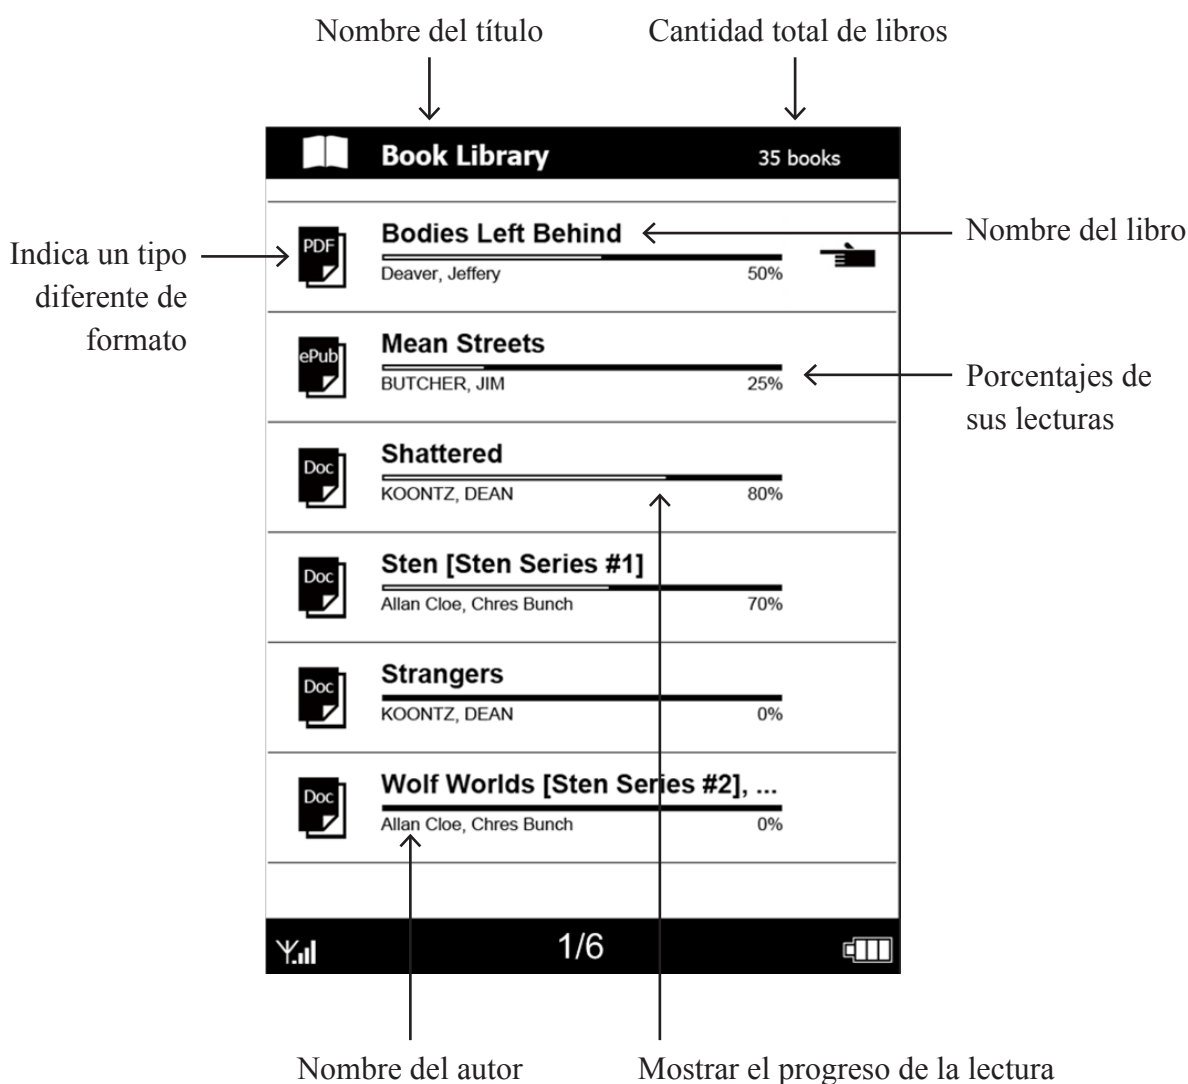 Nombre del título
Cantidad total de libros
Book Library
35 books
PDF
Bodies Left Behind
Deaver, Jeffery
50%
Nombre del libro
Indica un tipo
diferente de
formato
ePub
Mean Streets
BUTCHER, JIM
25%
Porcentajes de
sus lecturas
Doc
Shattered
KOONTZ, DEAN
80%
Doc
Sten [Sten Series #1]
Allan Cloe, Chres Bunch
70%
Doc
Strangers
KOONTZ, DEAN
0%
Doc
Wolf Worlds [Sten Series #2], ...
Allan Cloe, Chres Bunch
0%
1/6
Nombre del autor
Mostrar el progreso de la lectura